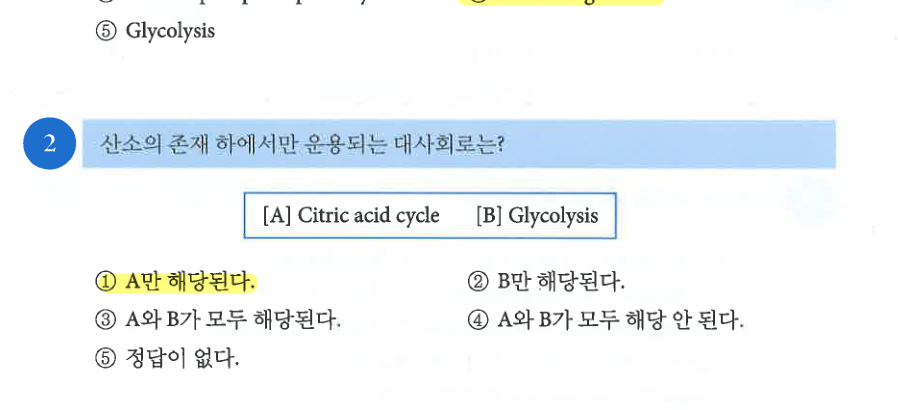 ⑤ Glycolysis
2 산소의 존재 하에서만 운용되는 대사회로는?
[A] Citric acid cycle [B] Glycolysis
① A만 해당된다. ② B만 해당된다.
③ A와 B가 모두 해당된다. ④ A와 B가 모두 해당 안 된다.
⑤ 정답이 없다.